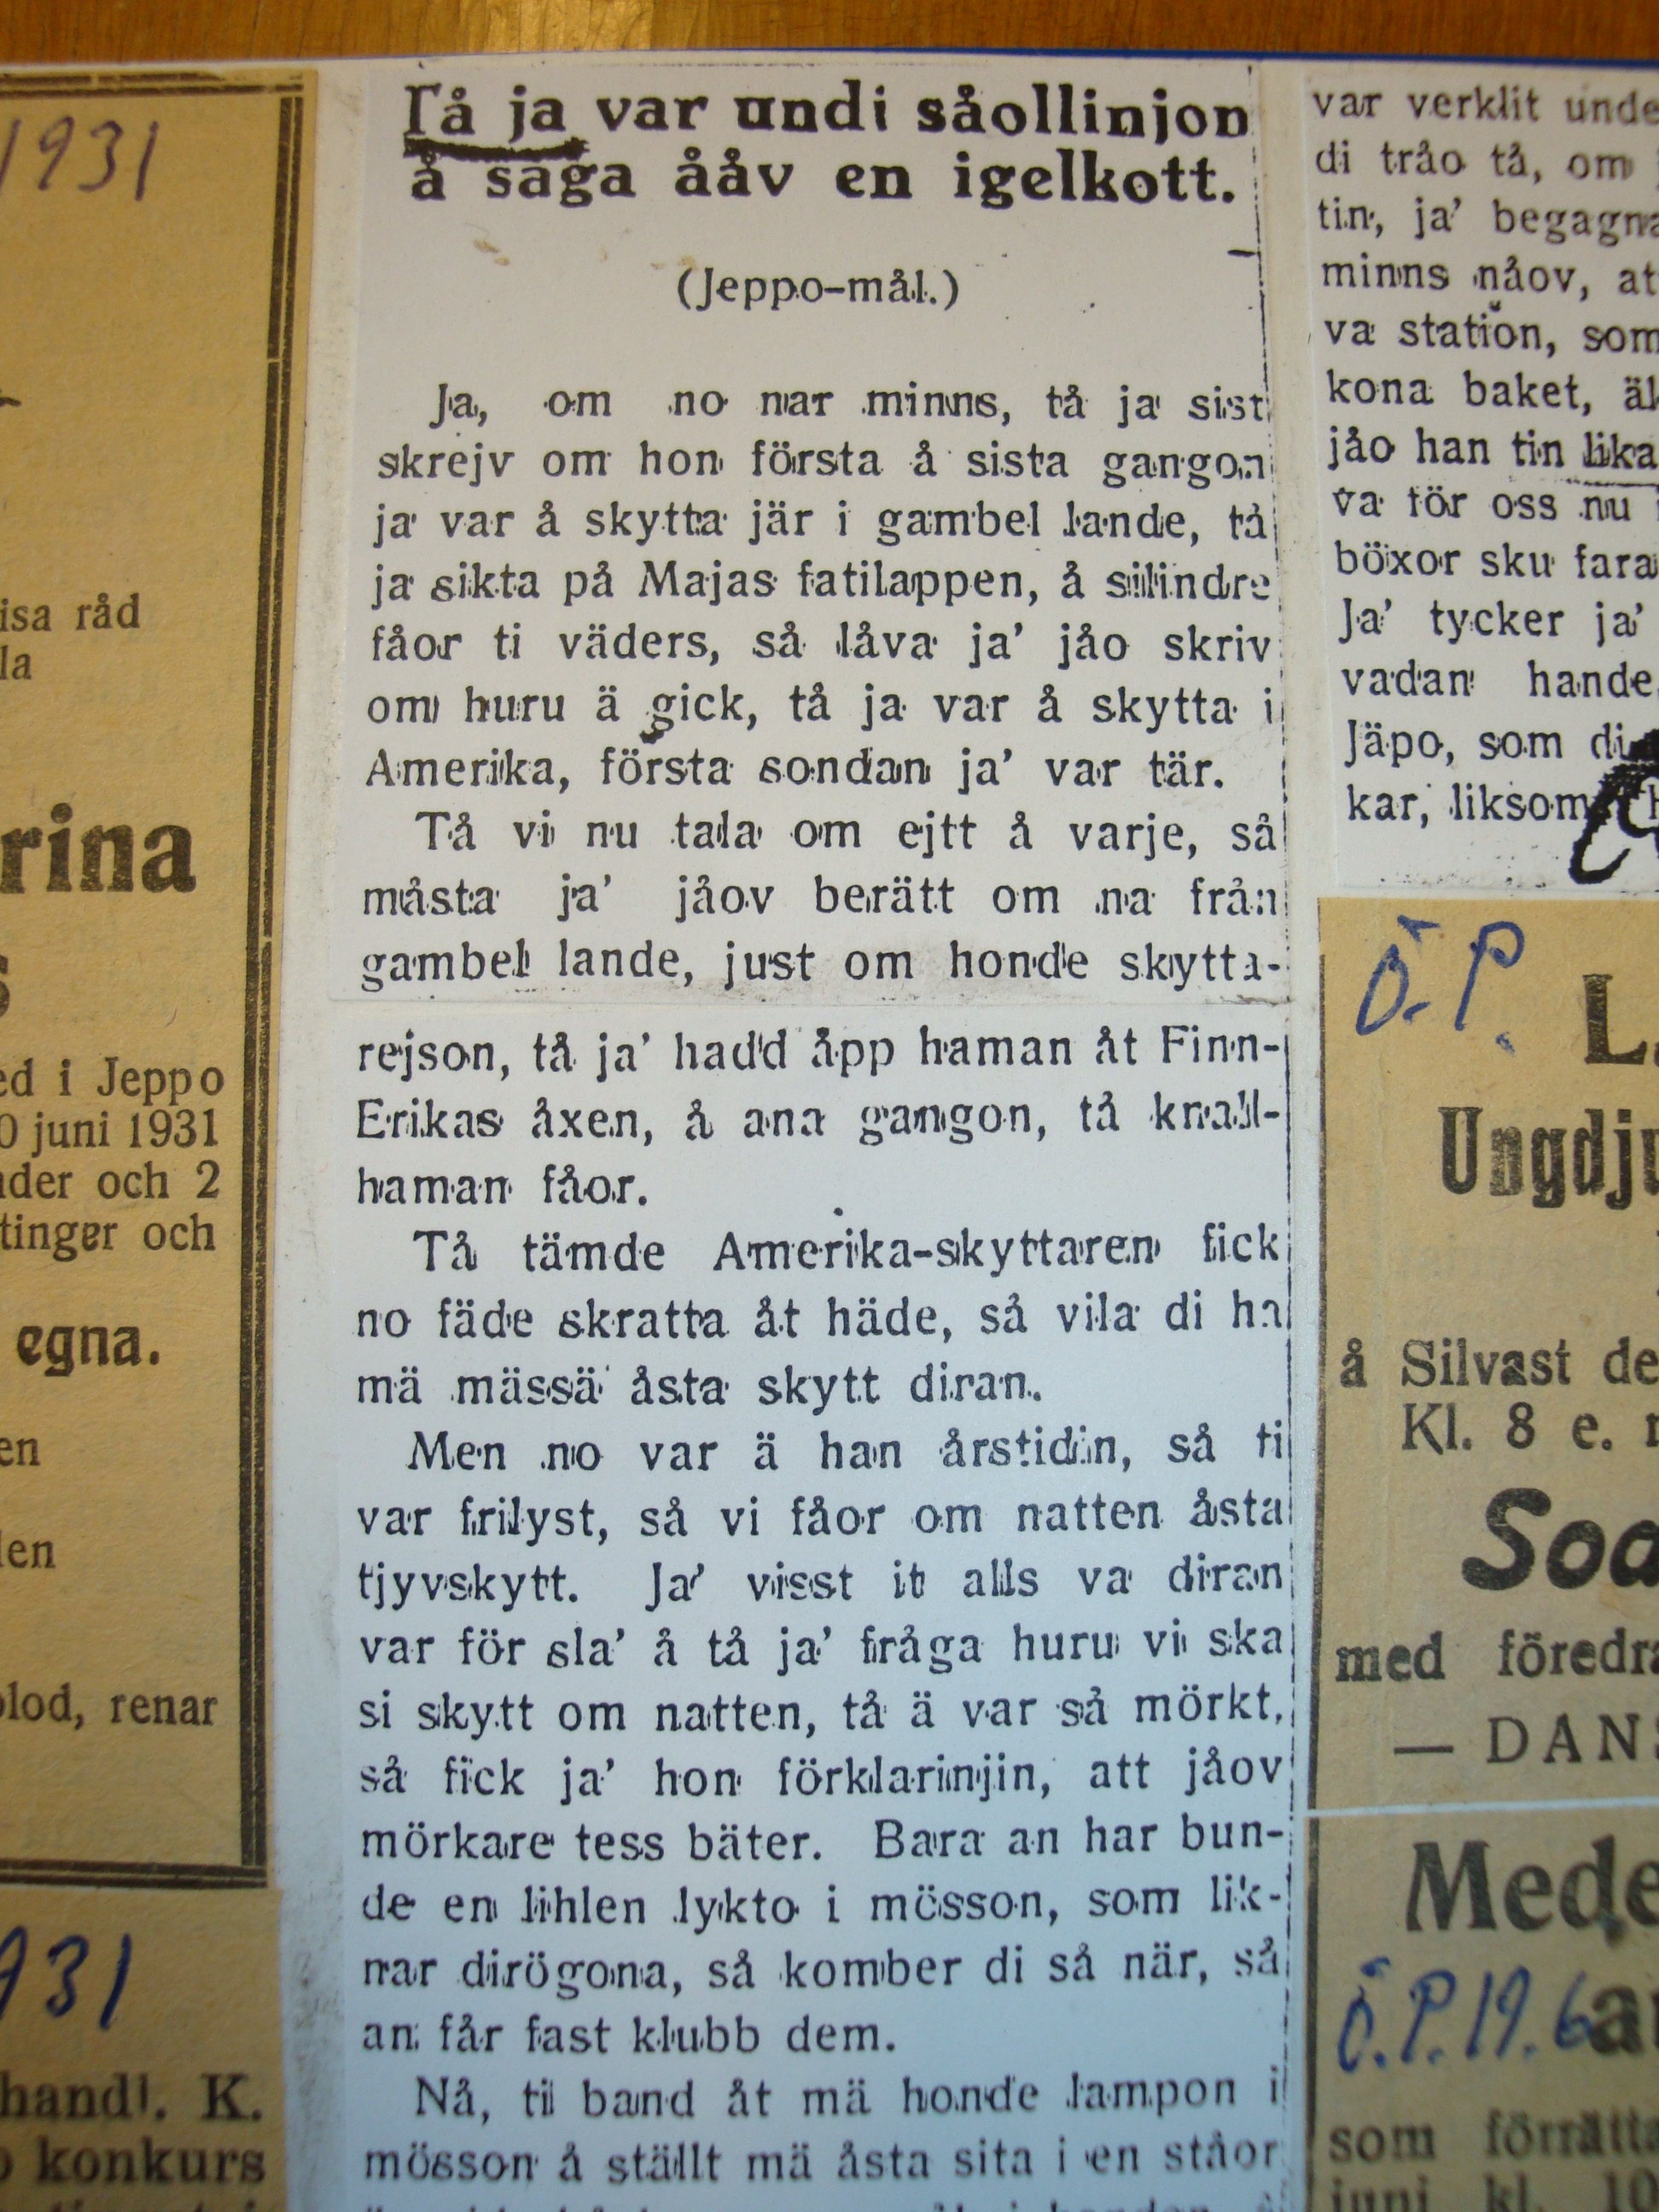 1931
isa råd
la
rina
ed i Jeppo
0 juni 1931
nder och 2
tinger och
egna.
en
len
blod, renar
931
handl. K.
konkurs
Tå ja var undi såollinjon
å såga ååv en igelkott.
(Jeppo-mål.)
Ja, om no nar minns, tå ja sist
skrejv om hon första å sista gangon
ja var å skytta jär i gambel lande, tå
ja sikta på Majas fatilappen, å silindre
fåor ti väders, så låva ja' jåo skriv
om huru ä gick, tå ja var å skytta i
Amerika, första sondan ja' var tär.
Tå vi nu tala om ejtt å varje, så
måsta ja' jåov berätt om na från
gambel lande, just om honde skytta-
rejson, tå ja' hadd åpp haman åt Finn-
Erikas åxen, å ana gangon, tå knall-
haman fåor.
Tå tämde Amerika-skyttaren fick
no fäde skratta åt häde, så vila di ha
mä mässä åsta skytt diran.
Men no var ä han årstidin, så ti
var frilyst, så vi fåor om natten åsta
tjyvskytt. Ja' visst it alls va diran
var för sla' å tå ja' fråga huru vi ska
si skytt om natten, tå ä var så mörkt,
så fick ja' hon förklarinjin, att jåov
mörkare tess bäter. Bara an har bun-
de en lihlen lykto i mösson, som lik-
nar dirögona, så komber di så när, så
an får fast klubb dem.
Nå, ti band åt mä honde lampon i
mösson å ställt mä åsta sita i en ståor
var verklit unde
di tråo tå, om
tin, ja' begagna
minns nåov, at
va station, som
kona baket, äl
jåo han tin lika
va för oss nu
böxor sku fara
Ja' tycker ja'
vadan hande
Jäpo, som di
kar, liksom
Ö.P.
L
Ungdju
å Silvast de
Kl. 8 e.
Soa
med föredra
— DANS
Mede
Ö.P. 19.6
som förrätta
juni kl. 10